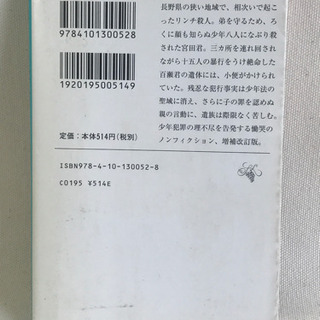 長野県の狭い地域で、相次いで起こ
ったリンチ殺人。弟を守るため、ろ
くに顔も知らぬ少年八人になぶり殺
された宮田君。三カ所を連れ回され
ながら十五人の暴行をうけ絶命した
百瀬君の遺体には、小便がかけられ
ていた。残忍な犯行事実は少年法の
聖域に消え、さらに子の罪を認めぬ
親の言動に、遺族は際限なく苦しむ。
少年犯罪の理不尽を告発する慟哭の
ノンフィクション、増補改訂版。
9784101300528
1920195005149
定価：本体514円（税別）
ISBN978-4-10-130052-8
C0195 ¥514E